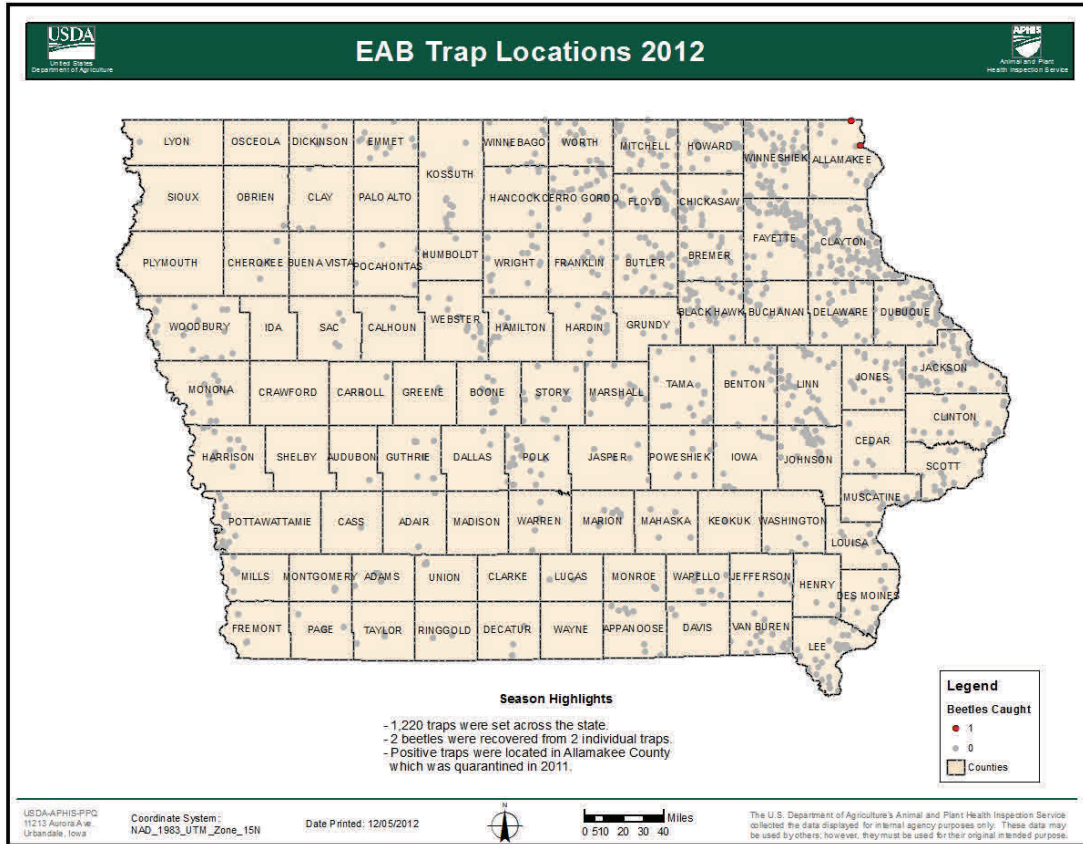 USDA
United States
Department of Agriculture
EAB Trap Locations 2012
APHIS
Animal and Plant
Health Inspection Service
LYON
OSCEOLA
DICKINSON
EMMET
KOSSUTH
WINNEBAGO
WORTH
MITCHELL
HOWARD
WINNESHIEK
ALLAMAKEE
SIOUX
OBRIEN
CLAY
PALO ALTO
HANCOCK
CERRO GORDO
FLOYD
CHICKASAW
FAYETTE
CLAYTON
PLYMOUTH
CHEROKEE
BUENA VISTA
POCAHONTAS
HUMBOLDT
WRIGHT
FRANKLIN
BUTLER
BREMER
WOODBURY
IDA
SAC
CALHOUN
WEBSTER
HAMILTON
HARDIN
GRUNDY
BLACK HAWK
BUCHANAN
DELAWARE
DUBUQUE
MONONA
CRAWFORD
CARROLL
GREENE
BOONE
STORY
MARSHALL
TAMA
BENTON
LINN
JONES
JACKSON
CLINTON
HARRISON
SHELBY
AUDUBON
GUTHRIE
DALLAS
POLK
JASPER
POWESHIEK
IOWA
JOHNSON
CEDAR
SCOTT
MUSCATINE
POTTAWATTAMIE
CASS
ADAIR
MADISON
WARREN
MARION
MAHASKA
KEOKUK
WASHINGTON
LOUISA
MILLS
MONTGOMERY
ADAMS
UNION
CLARKE
LUCAS
MONROE
WAPELLO
JEFFERSON
HENRY
DES MOINES
FREMONT
PAGE
TAYLOR
RINGGOLD
DECATUR
WAYNE
APPANOOSE
DAVIS
VAN BUREN
LEE
Season Highlights
- 1,220 traps were set across the state.
- 2 beetles were recovered from 2 individual traps.
- Positive traps were located in Allamakee County
which was quarantined in 2011.
Legend
Beetles Caught
1
0
Counties
USDA-APHIS-PPQ
11213 Aurora Ave.
Urbandale, Iowa
Coordinate System:
NAD_1983_UTM_Zone_15N
Date Printed: 12/05/2012
N
Miles
0 5 10 20 30 40
The U.S. Department of Agriculture's Animal and Plant Health Inspection Service
collected the data displayed for internal agency purposes only. These data may
be used by others; however, they must be used for their original intended purpose.